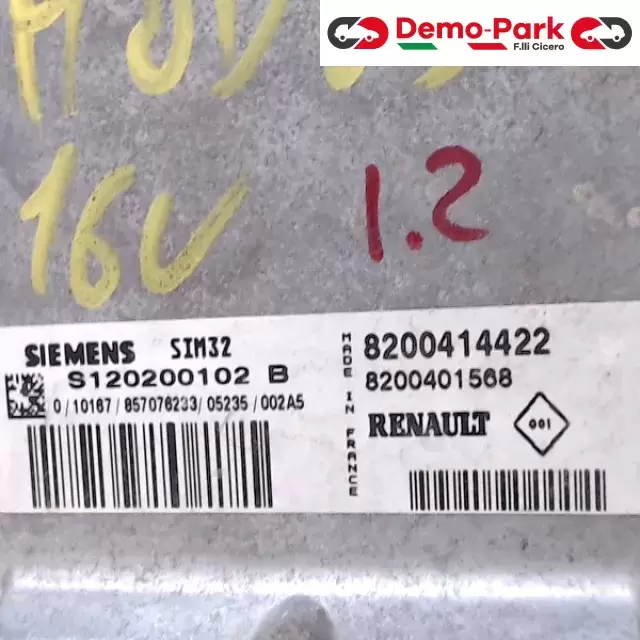 Demo-Park
F.lli Cicero
16V
1.2
SIEMENS SIM32
S120200102 B
0/10167/857076233/05235/002A5
MADE IN FRANCE
8200414422
8200401568
RENAULT
001